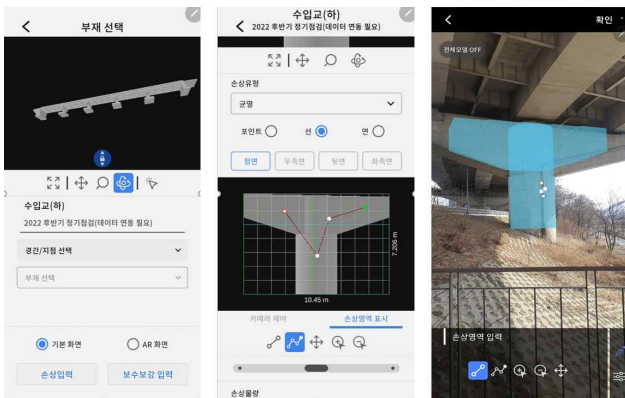 부재 선택
수입교(하)
2022 후반기 정기점검(데이터 연동 필요)
경간/지점 선택
부재 선택
기본 화면
AR 화면
손상입력
보수보강 입력
수입교(하)
2022 후반기 정기점검(데이터 연동 필요)
손상유형
균열
포인트
선
면
정면
우측면
뒷면
좌측면
7.206 m
10.45 m
카메라 제어
손상영역 표시
손상물량
확인
전체모델 OFF
손상영역 입력